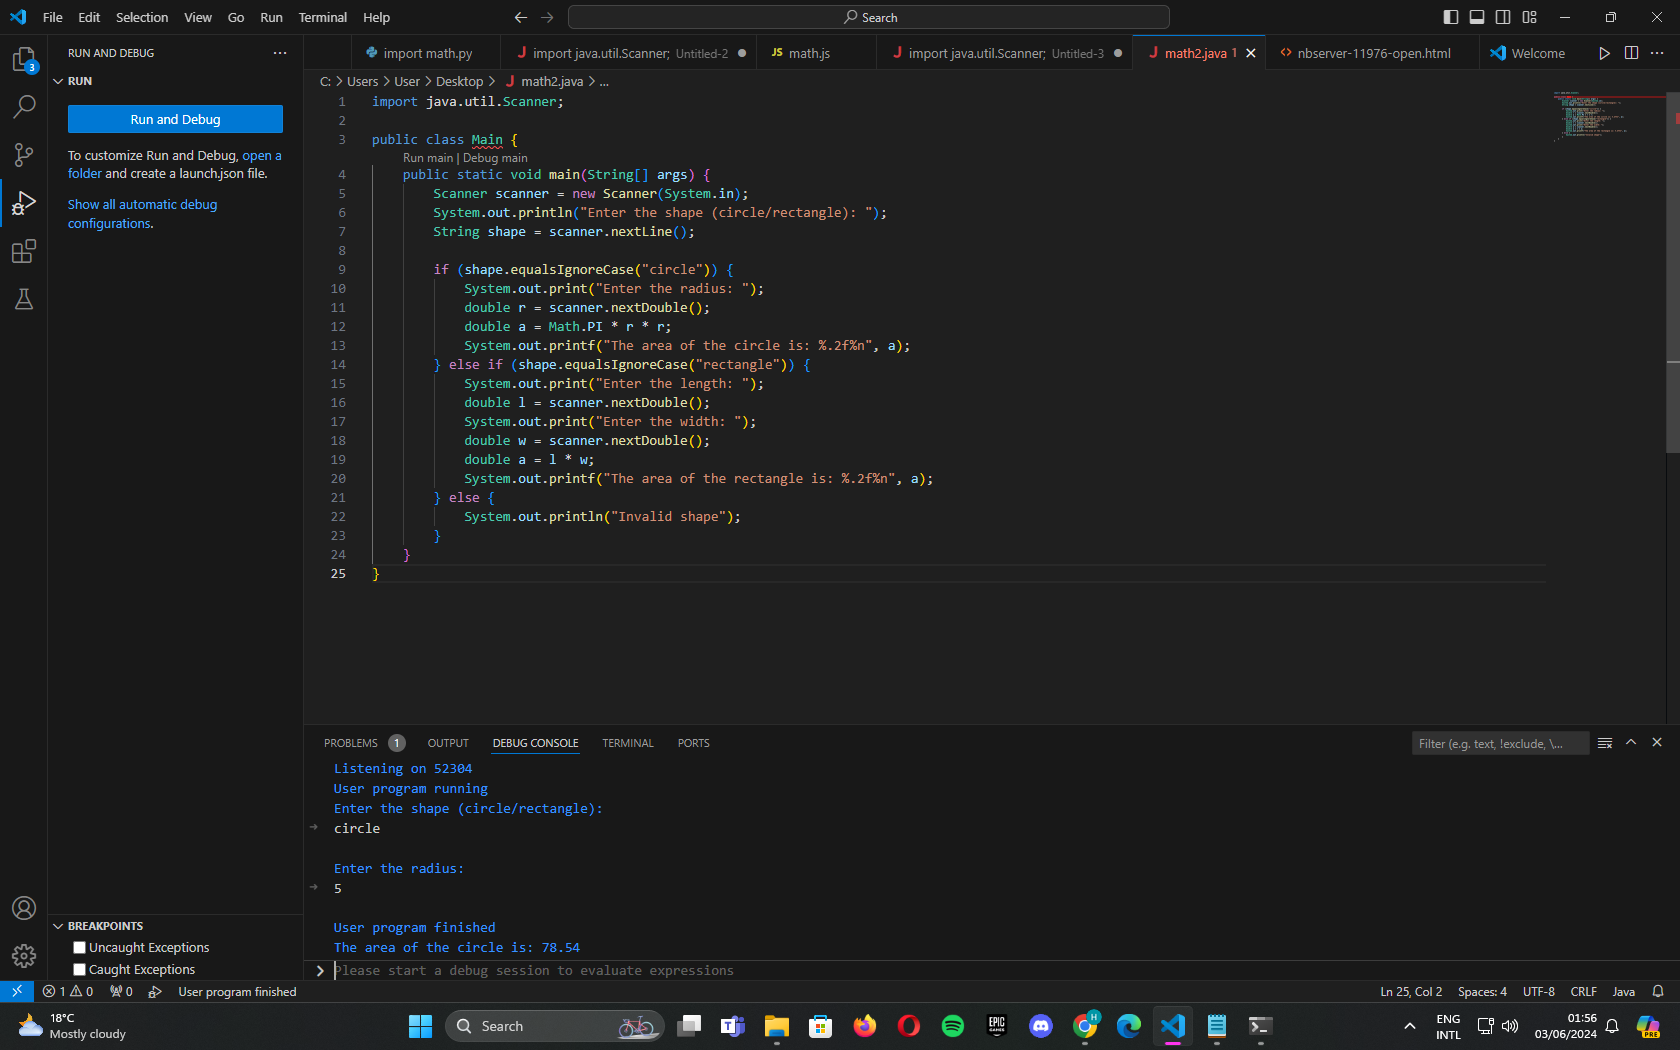 File Edit Selection View Go Run Terminal Help
Search
RUN AND DEBUG
import math.py
import java.util.Scanner; Untitled-2
JS math.js
import java.util.Scanner; Untitled-3
math2.java 1
nbserver-11976-open.html
Welcome
3
RUN
Run and Debug
To customize Run and Debug, open a
folder and create a launch.json file.
Show all automatic debug
configurations.
C: > Users > User > Desktop > math2.java > ...
1 import java.util.Scanner;
2
3 public class Main {
Run main | Debug main
4 public static void main(String[] args) {
5 Scanner scanner = new Scanner(System.in);
6 System.out.println("Enter the shape (circle/rectangle): ");
7 String shape = scanner.nextLine();
8
9 if (shape.equalsIgnoreCase("circle")) {
10 System.out.print("Enter the radius: ");
11 double r = scanner.nextDouble();
12 double a = Math.PI * r * r;
13 System.out.printf("The area of the circle is: %.2f%n", a);
14 } else if (shape.equalsIgnoreCase("rectangle")) {
15 System.out.print("Enter the length: ");
16 double l = scanner.nextDouble();
17 System.out.print("Enter the width: ");
18 double w = scanner.nextDouble();
19 double a = l * w;
20 System.out.printf("The area of the rectangle is: %.2f%n", a);
21 } else {
22 System.out.println("Invalid shape");
23 }
24 }
25 }
PROBLEMS 1 OUTPUT DEBUG CONSOLE TERMINAL PORTS
Filter (e.g. text, !exclude, \...
Listening on 52304
User program running
Enter the shape (circle/rectangle):
circle
Enter the radius:
5
User program finished
The area of the circle is: 78.54
Please start a debug session to evaluate expressions
BREAKPOINTS
Uncaught Exceptions
Caught Exceptions
1 0 0 User program finished
Ln 25, Col 2 Spaces: 4 UTF-8 CRLF Java
18°C
Mostly cloudy
Search
EPIC GAMES
H
ENG
INTL
01:56
03/06/2024
PRE